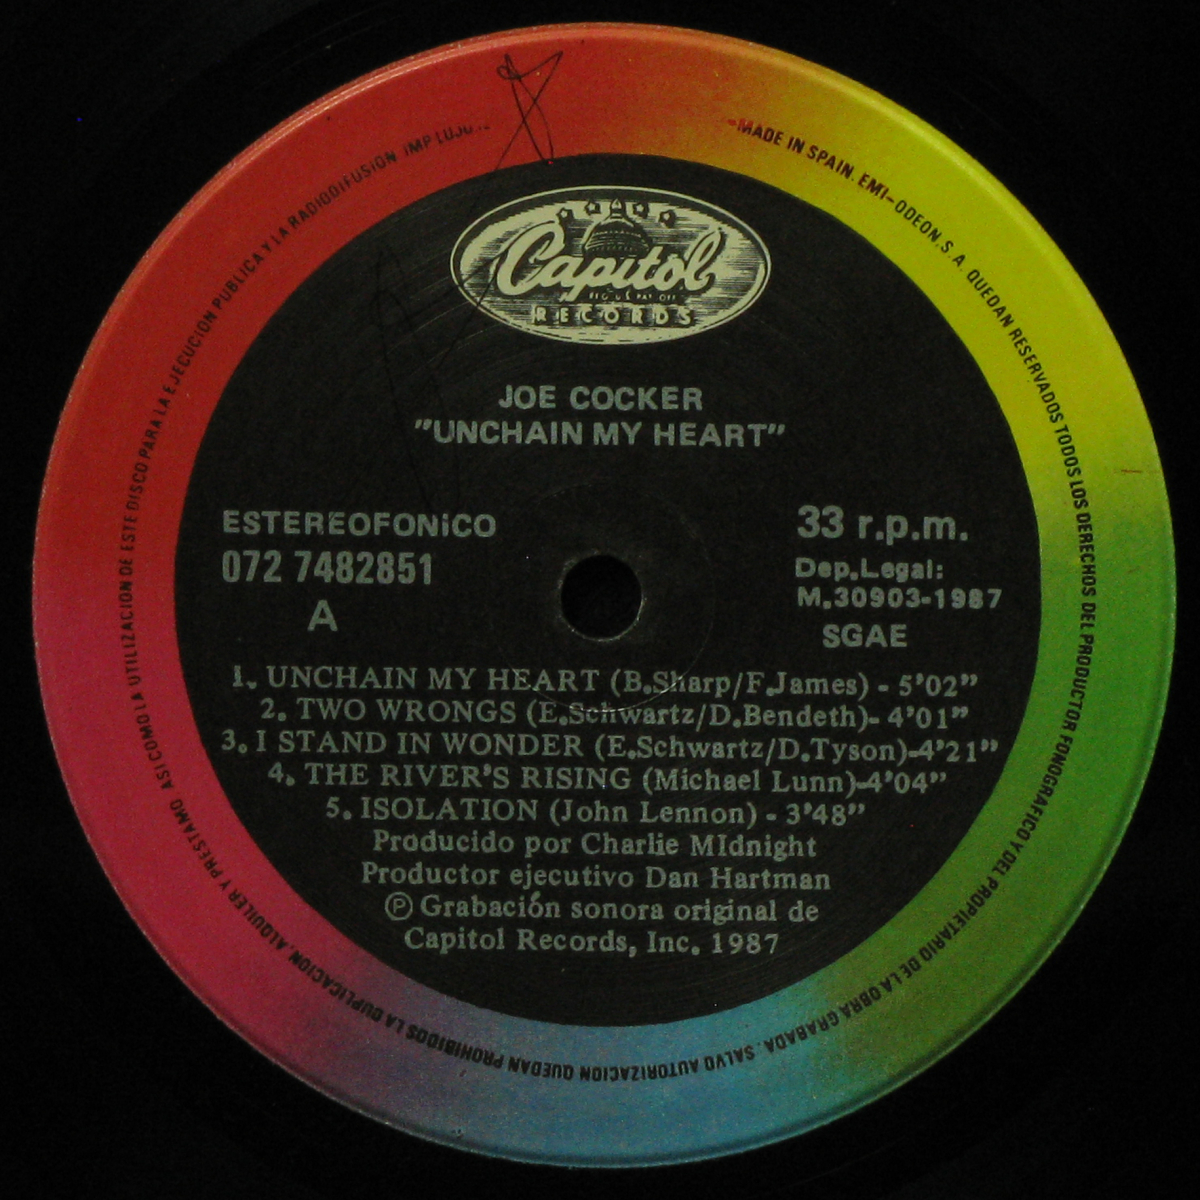 MADE IN SPAIN. EMI-ODEON.S.A. QUEDAN RESERVADOS TODOS LOS DERECHOS DEL PRODUCTOR FONOGRAFICO Y DEL PROPIETARIO DE LA OBRA GRABADA. SALVO AUTORIZACION QUEDAN PROHIBIDOS LA DUPLICACION, ALQUILER Y PRESTAMO ASI COMO LA UTILIZACION DE ESTE DISCO PARA LA EJECUCION PUBLICA Y LA RADIODIFUSION
Capitol
RECORDS
JOE COCKER
"UNCHAIN MY HEART"
ESTEREOFONiCO
072 7482851
A
33 r.p.m.
Dep.Legal:
M.30903-1987
SGAE
1. UNCHAIN MY HEART (B.Sharp/F.James) - 5'02"
2. TWO WRONGS (E.Schwartz/D.Bendeth)- 4'01"
3. I STAND IN WONDER (E.Schwartz/D.Tyson)-4'21"
4. THE RIVER'S RISING (Michael Lunn)-4'04"
5. ISOLATION (John Lennon) - 3'48"
Producido por Charlie MIdnight
Productor ejecutivo Dan Hartman
Ⓟ Grabación sonora original de
Capitol Records, Inc. 1987